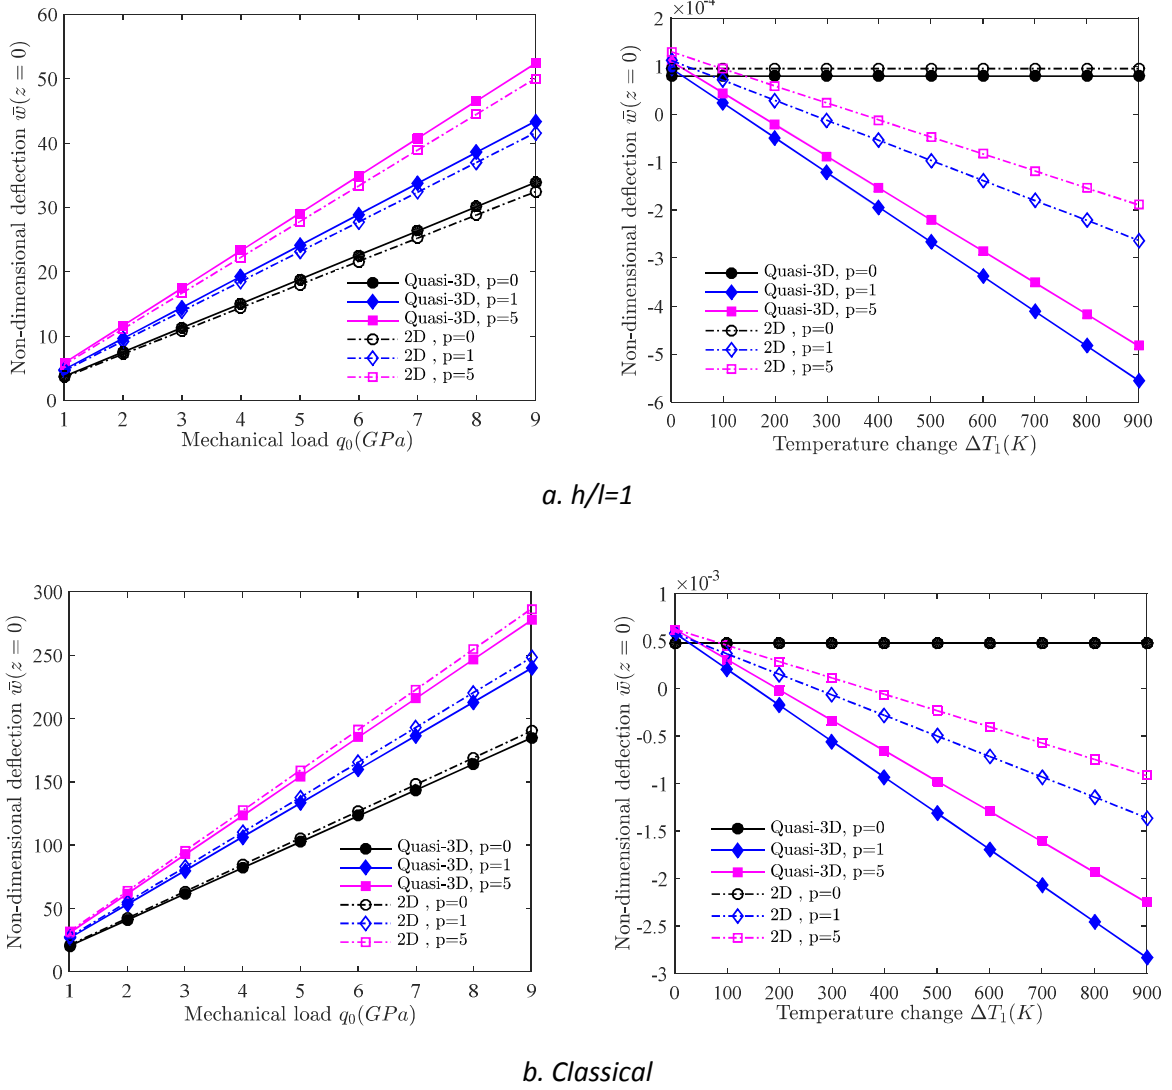 60
50
40
30
20
10
0
1 2 3 4 5 6 7 8 9
Non-dimensional deflection w̄(z = 0)
Mechanical load q₀(GPa)
Quasi-3D, p=0
Quasi-3D, p=1
Quasi-3D, p=5
2D , p=0
2D , p=1
2D , p=5
×10⁻⁴
2
1
0
-1
-2
-3
-4
-5
-6
0 100 200 300 400 500 600 700 800 900
Non-dimensional deflection w̄(z = 0)
Temperature change ΔT₁(K)
Quasi-3D, p=0
Quasi-3D, p=1
Quasi-3D, p=5
2D , p=0
2D , p=1
2D , p=5
a. h/l=1
300
250
200
150
100
50
0
1 2 3 4 5 6 7 8 9
Non-dimensional deflection w̄(z = 0)
Mechanical load q₀(GPa)
Quasi-3D, p=0
Quasi-3D, p=1
Quasi-3D, p=5
2D , p=0
2D , p=1
2D , p=5
×10⁻³
1
0.5
0
-0.5
-1
-1.5
-2
-2.5
-3
0 100 200 300 400 500 600 700 800 900
Non-dimensional deflection w̄(z = 0)
Temperature change ΔT₁(K)
Quasi-3D, p=0
Quasi-3D, p=1
Quasi-3D, p=5
2D , p=0
2D , p=1
2D , p=5
b. Classical